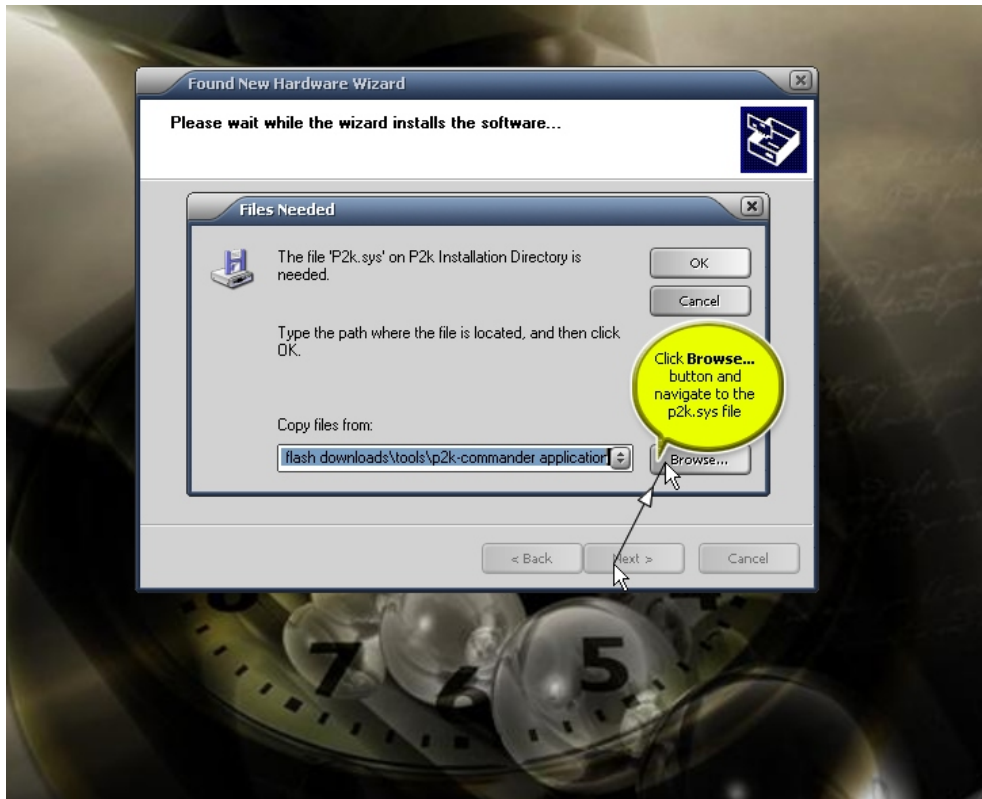 Found New Hardware Wizard
Please wait while the wizard installs the software...
Files Needed
The file 'P2k.sys' on P2k Installation Directory is
needed.
OK
Cancel
Type the path where the file is located, and then click
OK.
Click Browse...
button and
navigate to the
p2k.sys file
Copy files from:
flash downloads\tools\p2k-commander application
Browse...
< Back
Next >
Cancel
7
6
5